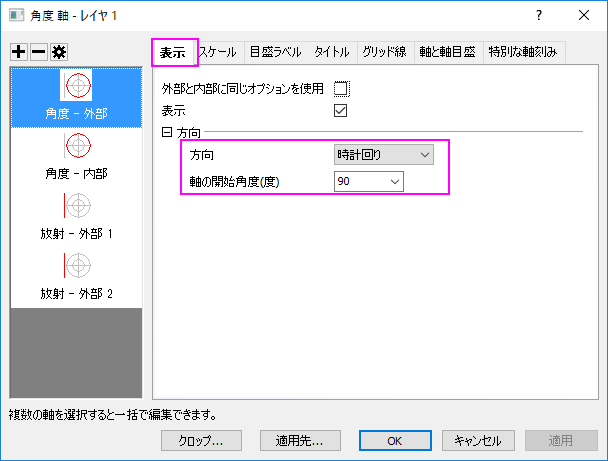 角度 軸 - レイヤ 1
表示 スケール 目盛ラベル タイトル グリッド線 軸と軸目盛 特別な軸刻み
角度 - 外部
角度 - 内部
放射 - 外部 1
放射 - 外部 2
外部と内部に同じオプションを使用
表示
方向
方向 時計回り
軸の開始角度(度) 90
複数の軸を選択すると一括で編集できます。
クロップ... 適用先... OK キャンセル 適用